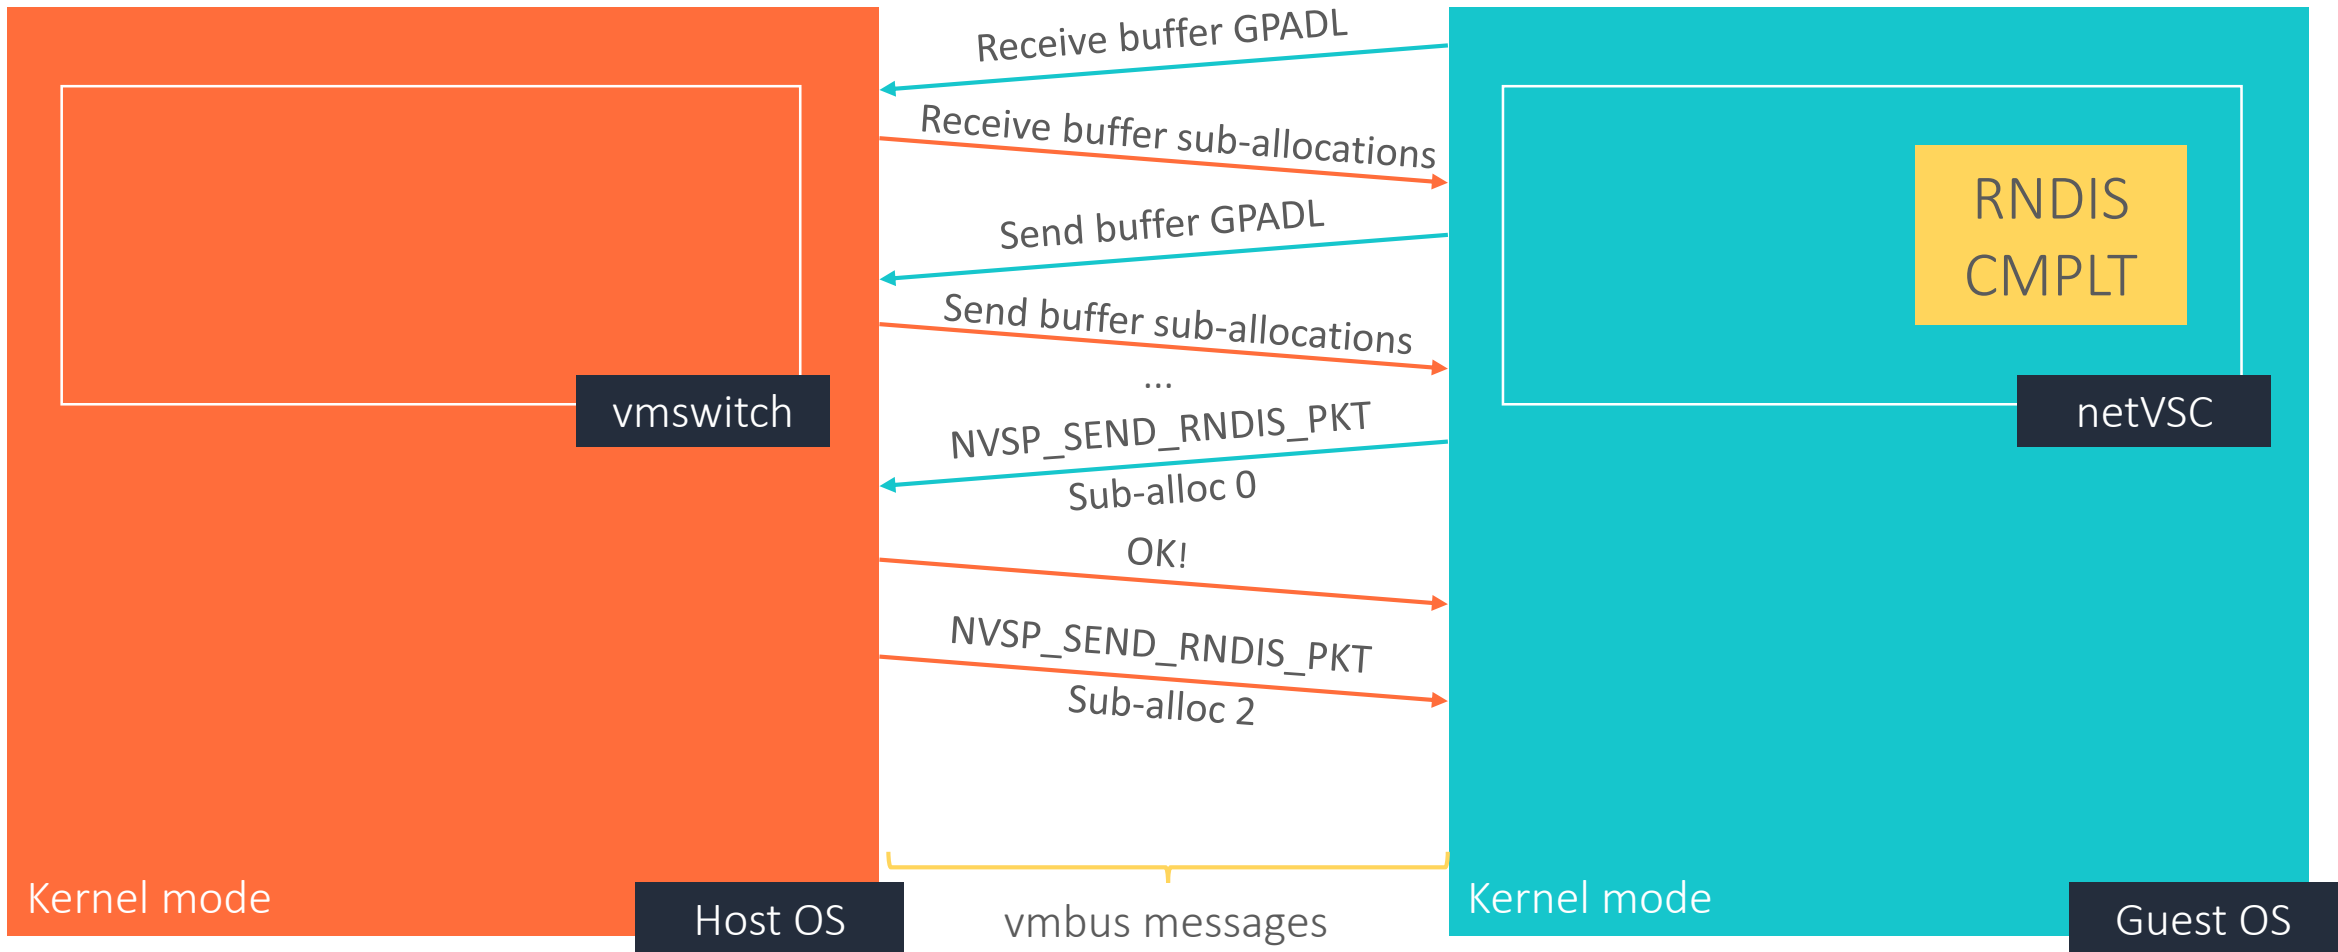 Receive buffer GPADL
Receive buffer sub-allocations
Send buffer GPADL
Send buffer sub-allocations
...
NVSP_SEND_RNDIS_PKT
Sub-alloc 0
OK!
NVSP_SEND_RNDIS_PKT
Sub-alloc 2
vmbus messages
vmswitch
Kernel mode
Host OS
RNDIS
CMPLT
netVSC
Kernel mode
Guest OS